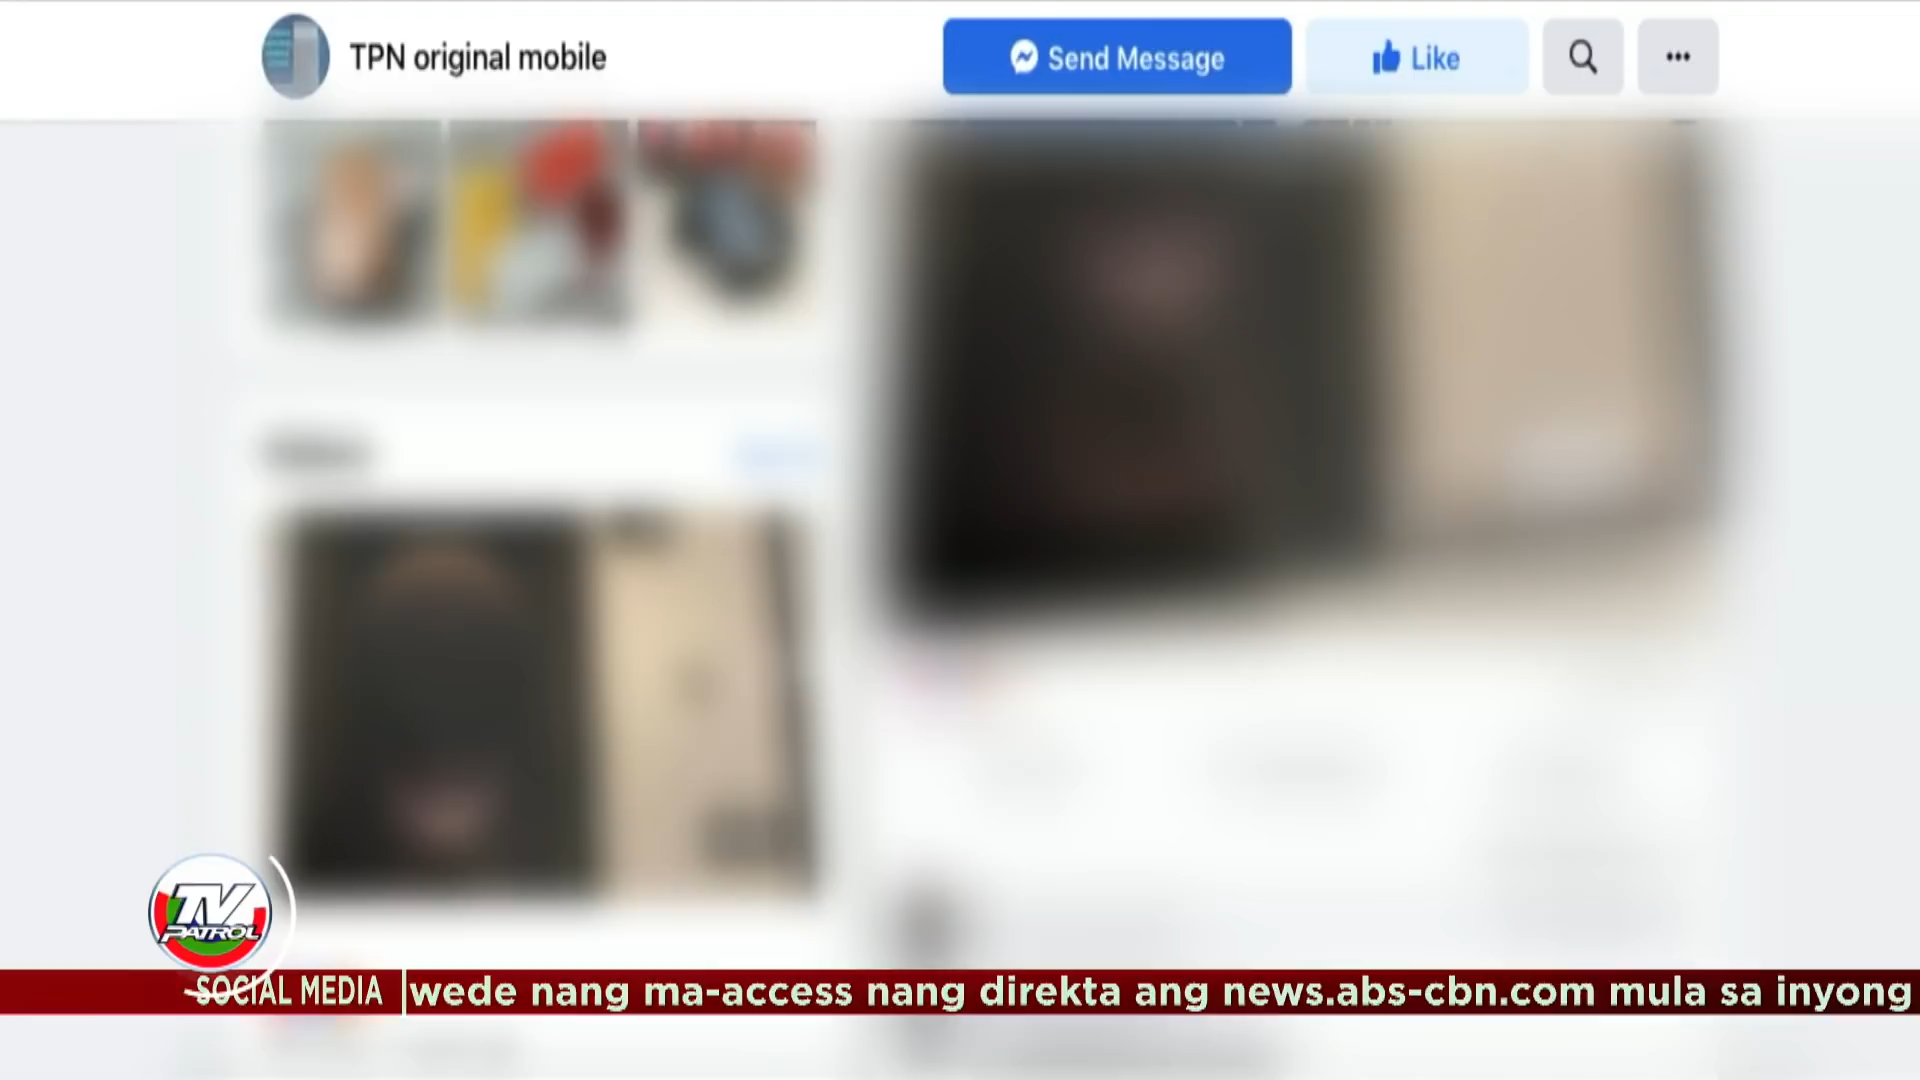 TPN original mobile
Send Message
Like
TV
PATROL
SOCIAL MEDIA
wede nang ma-access nang direkta ang news.abs-cbn.com mula sa inyong